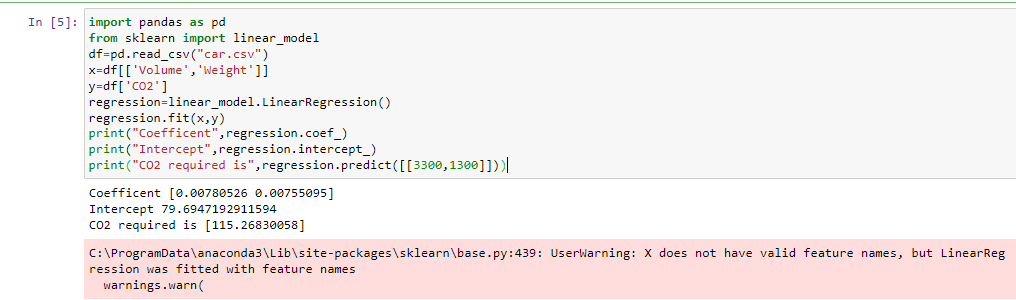 In [5]: import pandas as pd
from sklearn import linear_model
df=pd.read_csv("car.csv")
x=df[['Volume','Weight']]
y=df['CO2']
regression=linear_model.LinearRegression()
regression.fit(x,y)
print("Coefficent",regression.coef_)
print("Intercept",regression.intercept_)
print("CO2 required is",regression.predict([[3300,1300]]))
Coefficent [0.00780526 0.00755095]
Intercept 79.6947192911594
CO2 required is [115.26830058]
C:\ProgramData\anaconda3\Lib\site-packages\sklearn\base.py:439: UserWarning: X does not have valid feature names, but LinearReg
ression was fitted with feature names
  warnings.warn(